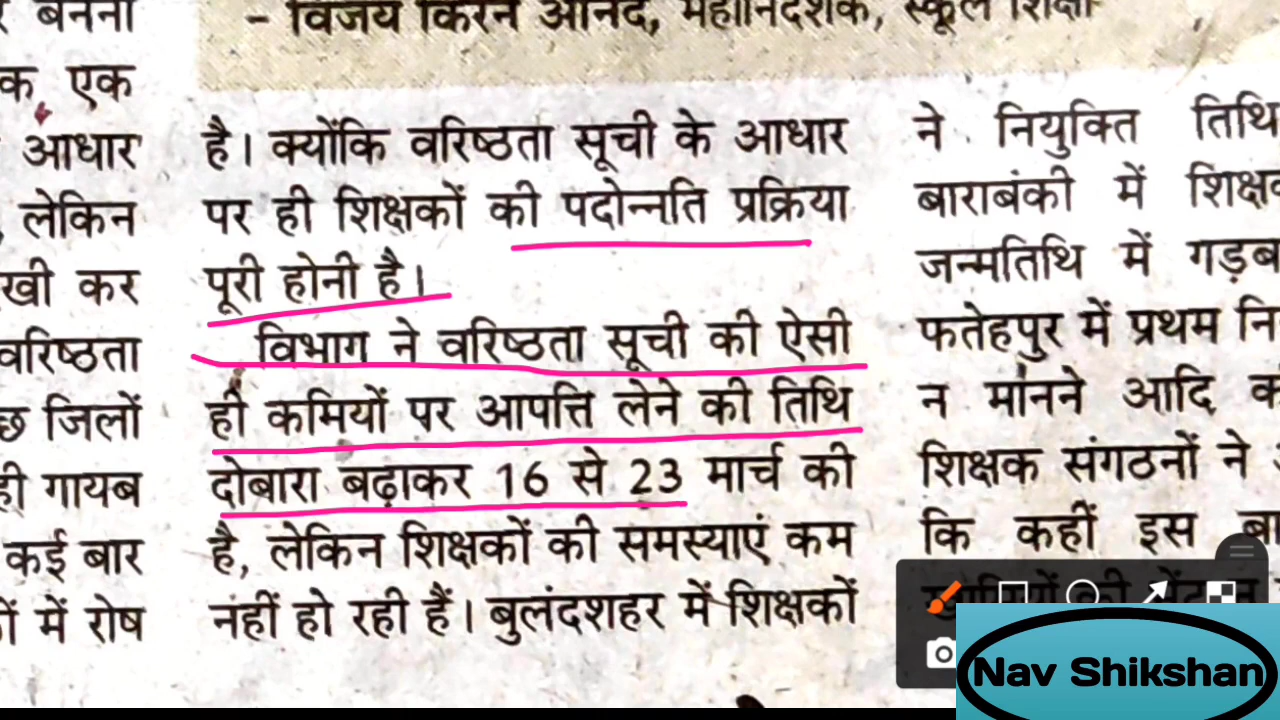 बनना
क एक
आधार
लेकिन
खी कर
वरिष्ठता
छ जिलों
ही गायब
कई बार
में रोष
- विजय किरन आनंद, महानिदेशक, स्कूल शिक्षा
है। क्योंकि वरिष्ठता सूची के आधार
पर ही शिक्षकों की पदोन्नति प्रक्रिया
पूरी होनी है।
विभाग ने वरिष्ठता सूची की ऐसी
ही कमियों पर आपत्ति लेने की तिथि
दोबारा बढ़ाकर 16 से 23 मार्च की
है, लेकिन शिक्षकों की समस्याएं कम
नहीं हो रही हैं। बुलंदशहर में शिक्षकों
ने नियुक्ति तिथि
बाराबंकी में
जन्मतिथि में
फतेहपुर में प्रथम
न मानने आदि
शिक्षक संगठनों ने
कि कहीं इस
Nav Shikshan